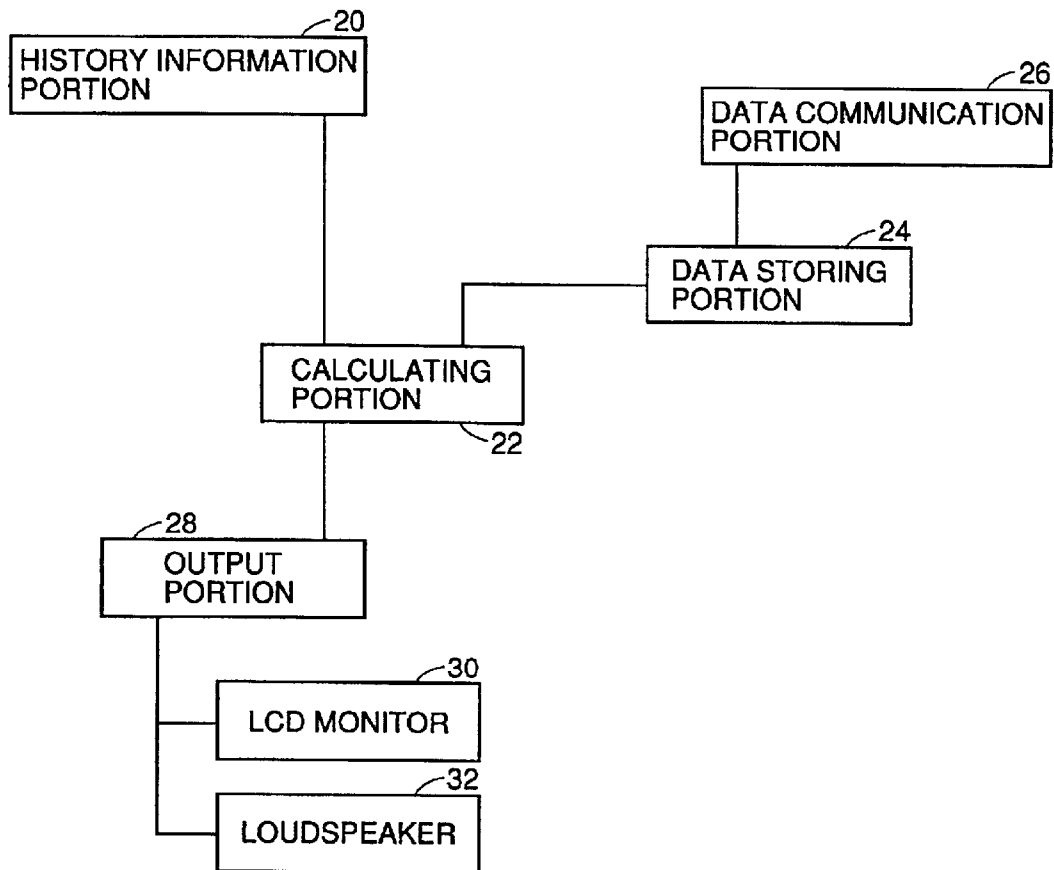 20
HISTORY INFORMATION
PORTION
26
DATA COMMUNICATION
PORTION
24
DATA STORING
PORTION
CALCULATING
PORTION
22
28
OUTPUT
PORTION
30
LCD MONITOR
32
LOUDSPEAKER